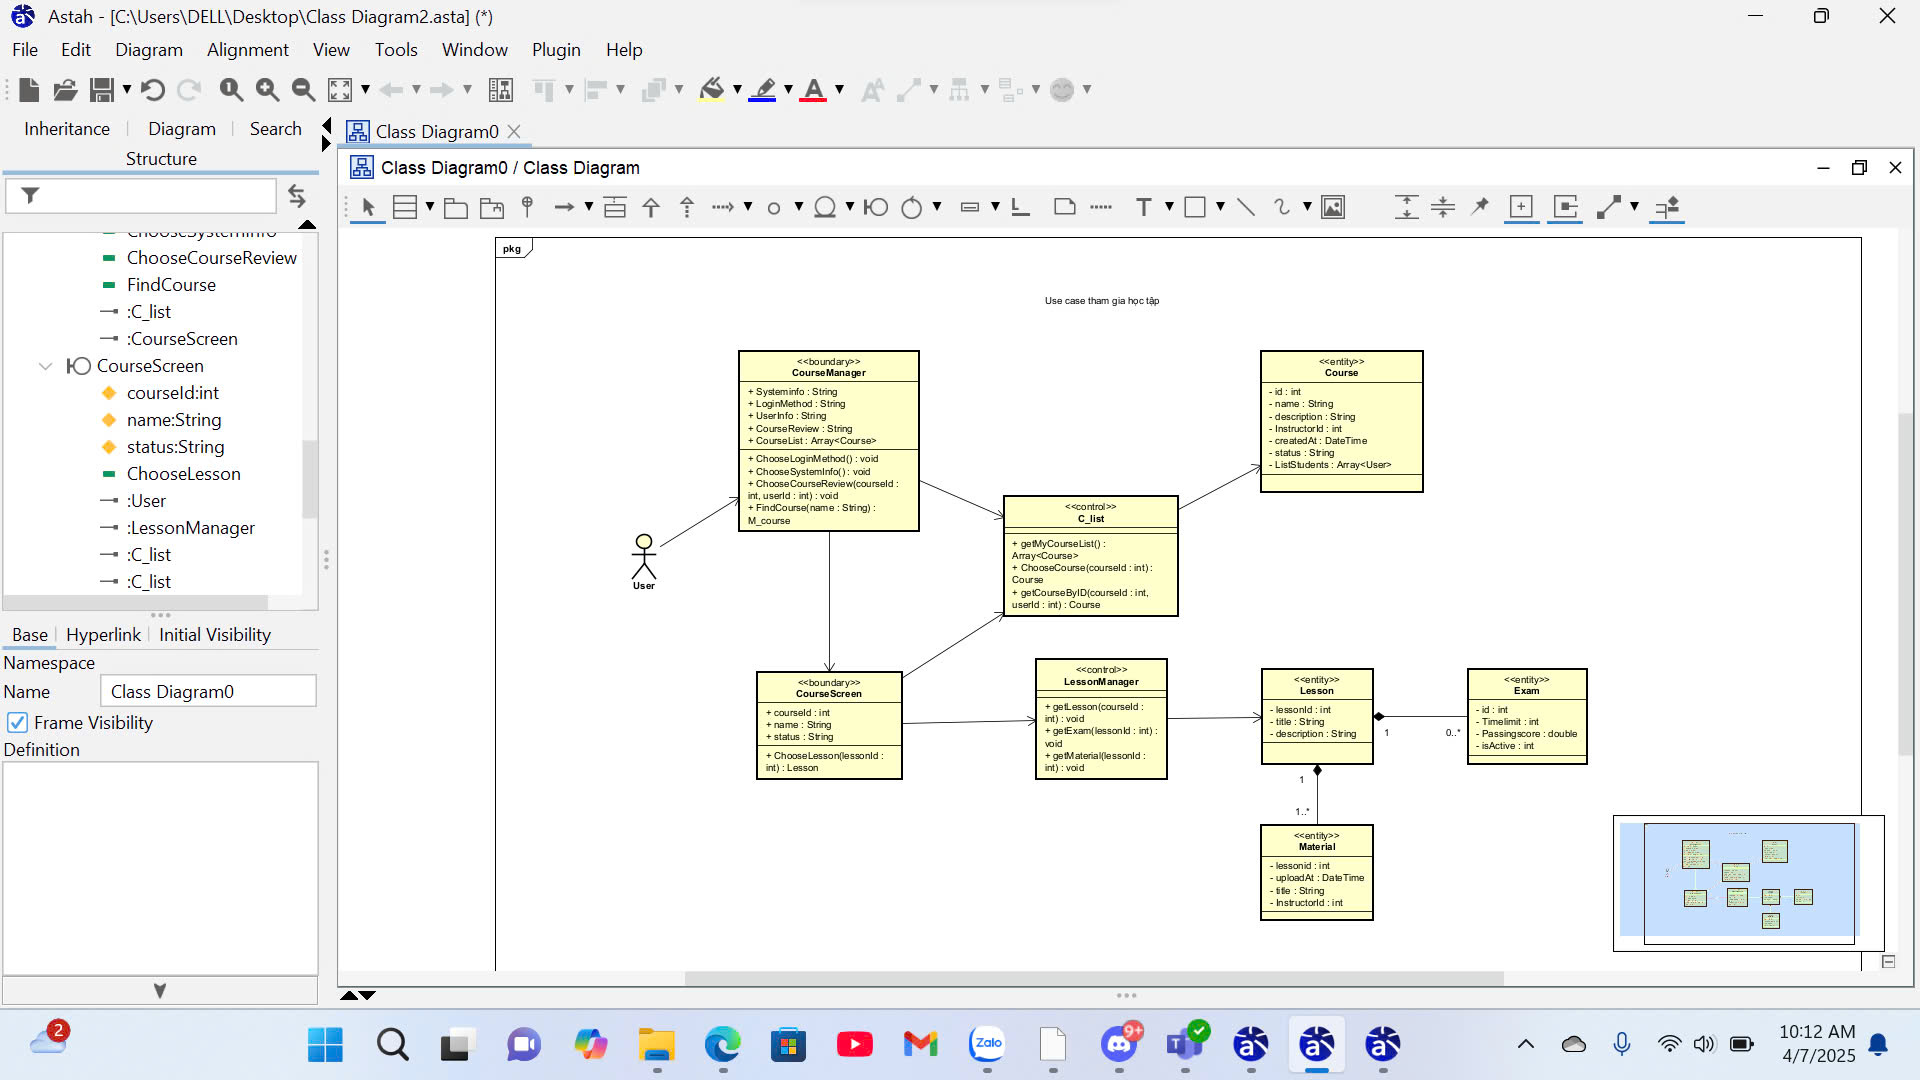 Astah - [C:\Users\DELL\Desktop\Class Diagram2.asta] (*)
File Edit Diagram Alignment View Tools Window Plugin Help
Inheritance Diagram Search
Structure
ChooseSystemInfo
ChooseCourseReview
FindCourse
:C_list
:CourseScreen
CourseScreen
courseId:int
name:String
status:String
ChooseLesson
:User
:LessonManager
:C_list
:C_list
Base Hyperlink Initial Visibility
Namespace
Name Class Diagram0
Frame Visibility
Definition
Class Diagram0
Class Diagram0 / Class Diagram
pkg
Use case tham gia học tập
<<boundary>>
CourseManager
+ Systeminfo : String
+ LoginMethod : String
+ UserInfo : String
+ CourseReview : String
+ CourseList : Array<Course>
+ ChooseLoginMethod() : void
+ ChooseSystemInfo() : void
+ ChooseCourseReview(courseId :
int, userId : int) : void
+ FindCourse(name : String) :
M_course
<<entity>>
Course
- id : int
- name : String
- description : String
- InstructorId : int
- createdAt : DateTime
- status : String
- ListStudents : Array<User>
User
<<control>>
C_list
+ getMyCourseList() :
Array<Course>
+ ChooseCourse(courseId : int) :
Course
+ getCourseByID(courseId : int,
userId : int) : Course
<<boundary>>
CourseScreen
+ courseId : int
+ name : String
+ status : String
+ ChooseLesson(lessonId :
int) : Lesson
<<control>>
LessonManager
+ getLesson(courseId :
int) : void
+ getExam(lessonId : int) :
void
+ getMaterial(lessonId :
int) : void
<<entity>>
Lesson
- lessonId : int
- title : String
- description : String
1
0..*
<<entity>>
Exam
- id : int
- Timelimit : int
- Passingscore : double
- isActive : int
1
1..*
<<entity>>
Material
- lessonid : int
- uploadAt : DateTime
- title : String
- InstructorId : int
2
Zalo
9+
10:12 AM
4/7/2025